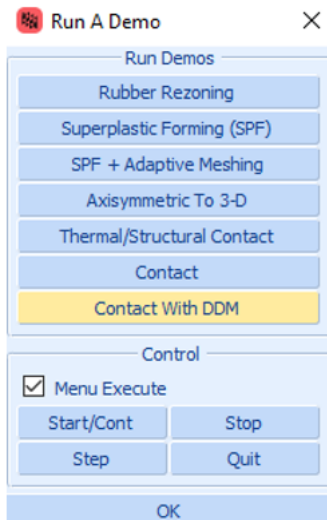 Run A Demo
Run Demos
Rubber Rezoning
Superplastic Forming (SPF)
SPF + Adaptive Meshing
Axisymmetric To 3-D
Thermal/Structural Contact
Contact
Contact With DDM
Control
Menu Execute
Start/Cont Stop
Step Quit
OK